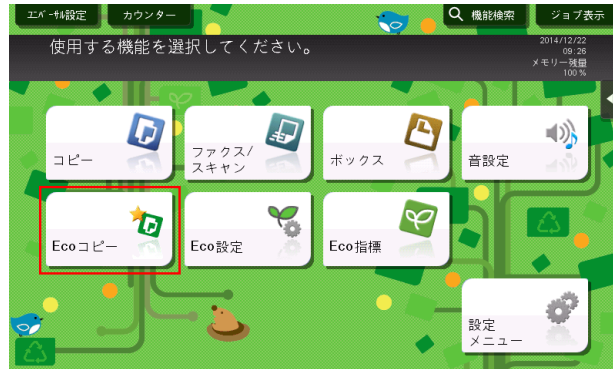 ユニバーサル設定 カウンター 機能検索 ジョブ表示
使用する機能を選択してください。
2014/12/22
09:26
メモリー残量
100 %
コピー
ファクス/
スキャン
ボックス
音設定
Ecoコピー
Eco設定
Eco指標
設定
メニュー